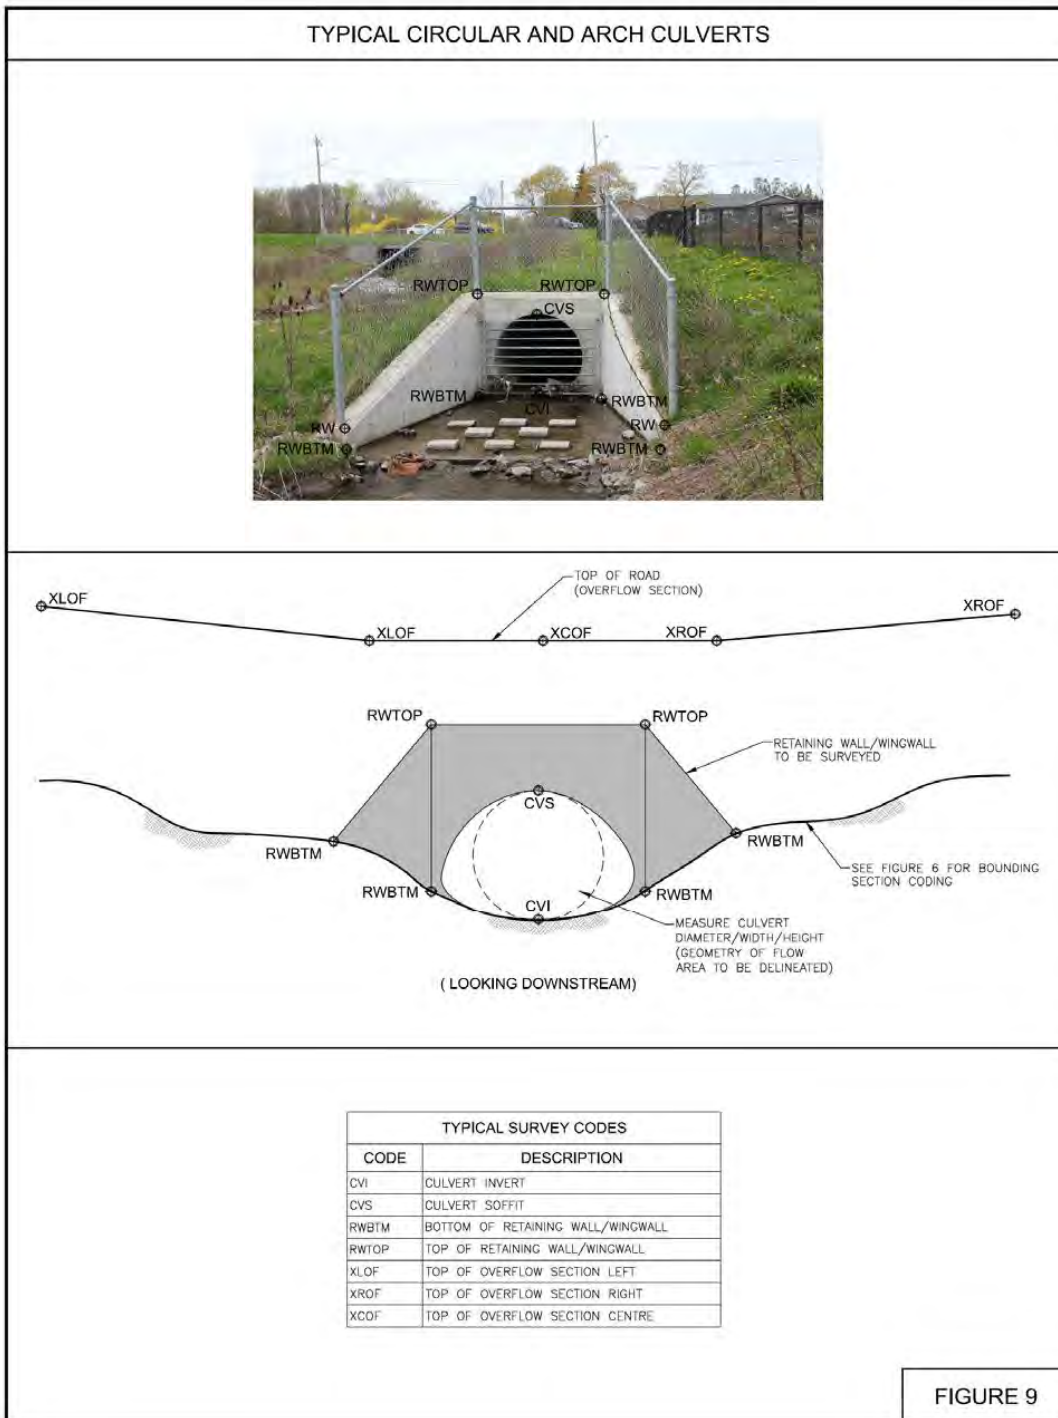 TYPICAL CIRCULAR AND ARCH CULVERTS
RWTOP
RWTOP
CVS
RWBTM
CVI
RWBTM
RW
RW
RWBTM
RWBTM
TOP OF ROAD
(OVERFLOW SECTION)
XLOF
XROF
XLOF
XCOF
XROF
RWTOP
RWTOP
RETAINING WALL/WINGWALL
TO BE SURVEYED
CVS
RWBTM
RWBTM
SEE FIGURE 6 FOR BOUNDING
SECTION CODING
RWBTM
CVI
RWBTM
MEASURE CULVERT
DIAMETER/WIDTH/HEIGHT
(GEOMETRY OF FLOW
AREA TO BE DELINEATED)
( LOOKING DOWNSTREAM)
TYPICAL SURVEY CODES
CODE DESCRIPTION
CVI CULVERT INVERT
CVS CULVERT SOFFIT
RWBTM BOTTOM OF RETAINING WALL/WINGWALL
RWTOP TOP OF RETAINING WALL/WINGWALL
XLOF TOP OF OVERFLOW SECTION LEFT
XROF TOP OF OVERFLOW SECTION RIGHT
XCOF TOP OF OVERFLOW SECTION CENTRE
FIGURE 9